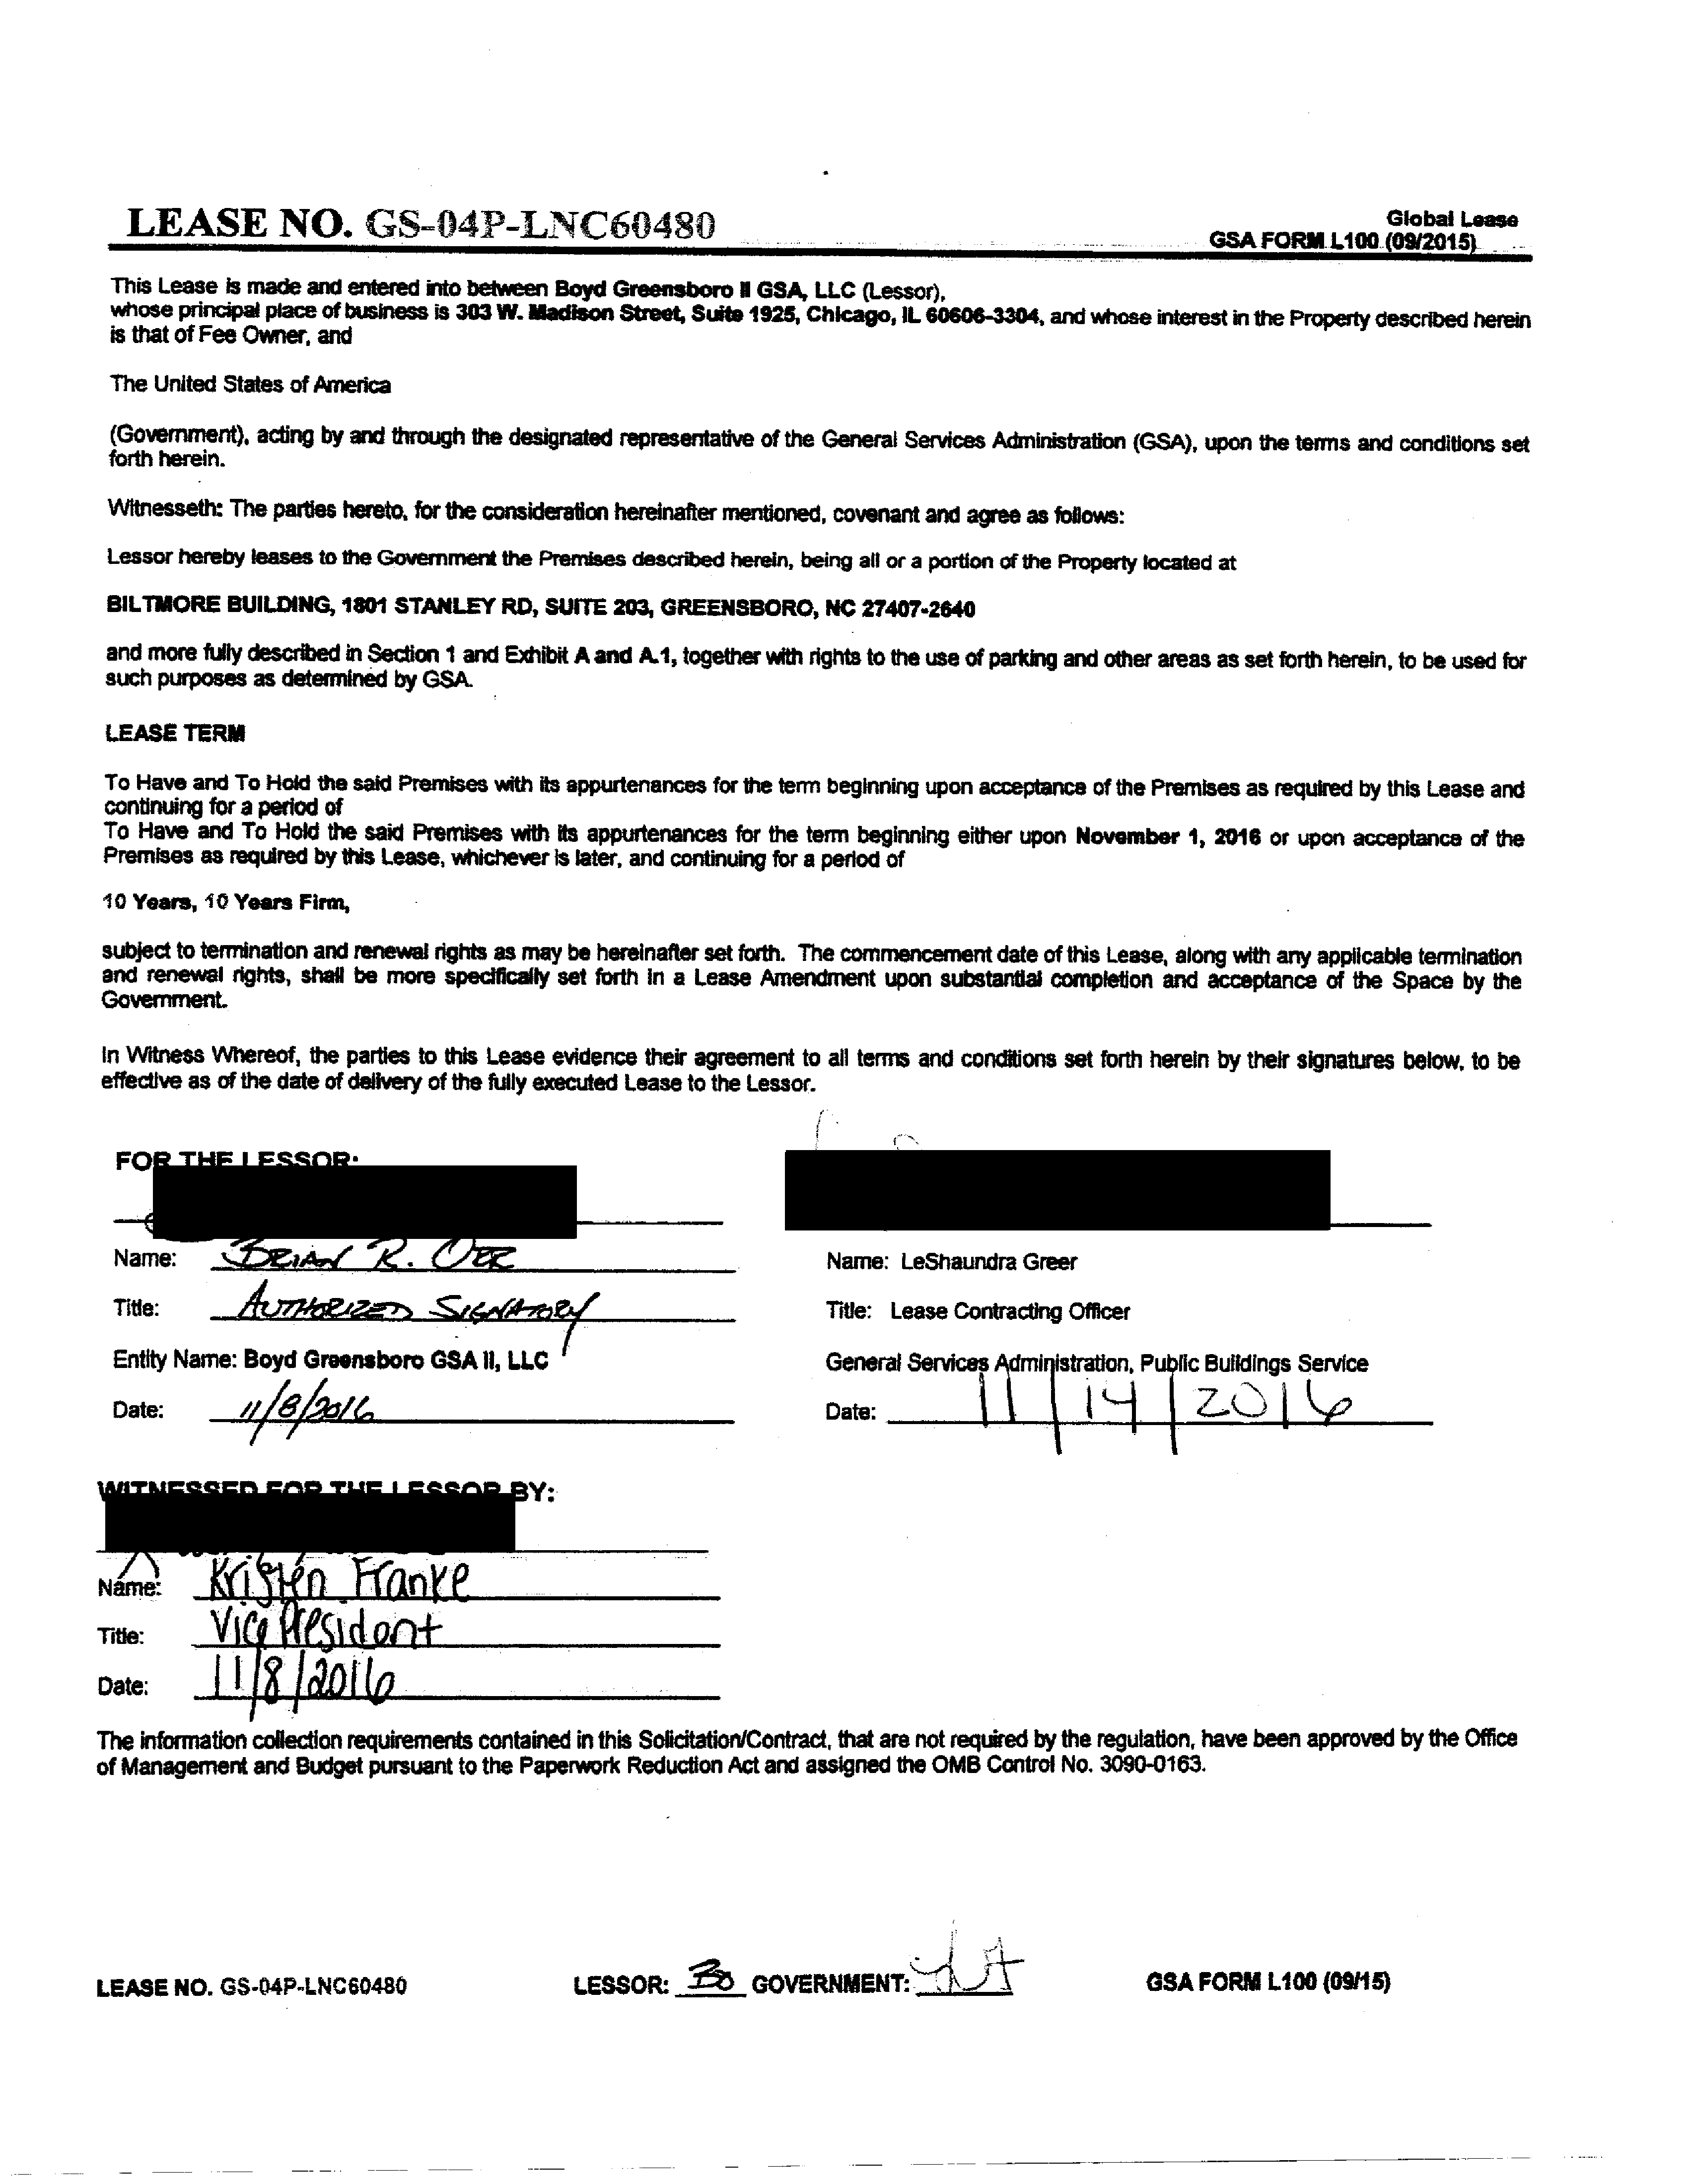 LEASE NO. GS-04P-LNC60480
Global Lease
GSA FORM L100 (09/2015)
This Lease is made and entered into between Boyd Greensboro II GSA, LLC (Lessor),
whose principal place of business is 303 W. Madison Street, Suite 1925, Chicago, IL 60606-3304, and whose interest in the Property described herein
is that of Fee Owner, and
The United States of America
(Government), acting by and through the designated representative of the General Services Administration (GSA), upon the terms and conditions set
forth herein.
Witnesseth: The parties hereto, for the consideration hereinafter mentioned, covenant and agree as follows:
Lessor hereby leases to the Government the Premises described herein, being all or a portion of the Property located at
BILTMORE BUILDING, 1801 STANLEY RD, SUITE 203, GREENSBORO, NC 27407-2640
and more fully described in Section 1 and Exhibit A and A.1, together with rights to the use of parking and other areas as set forth herein, to be used for
such purposes as determined by GSA.
LEASE TERM
To Have and To Hold the said Premises with its appurtenances for the term beginning upon acceptance of the Premises as required by this Lease and
continuing for a period of
To Have and To Hold the said Premises with its appurtenances for the term beginning either upon November 1, 2016 or upon acceptance of the
Premises as required by this Lease, whichever is later, and continuing for a period of
10 Years, 10 Years Firm,
subject to termination and renewal rights as may be hereinafter set forth. The commencement date of this Lease, along with any applicable termination
and renewal rights, shall be more specifically set forth in a Lease Amendment upon substantial completion and acceptance of the Space by the
Government.
In Witness Whereof, the parties to this Lease evidence their agreement to all terms and conditions set forth herein by their signatures below, to be
effective as of the date of delivery of the fully executed Lease to the Lessor.
FOR THE LESSOR:
Name: BRIAN R. ORR
Title: AUTHORIZED SIGNATORY
Entity Name: Boyd Greensboro GSA II, LLC
Date: 11/8/2016
Name: LeShaundra Greer
Title: Lease Contracting Officer
General Services Administration, Public Buildings Service
Date: 11/14/2016
WITNESSED FOR THE LESSOR BY:
Name: Kristen Franke
Title: Vice President
Date: 11/8/2016
The information collection requirements contained in this Solicitation/Contract, that are not required by the regulation, have been approved by the Office
of Management and Budget pursuant to the Paperwork Reduction Act and assigned the OMB Control No. 3090-0163.
LEASE NO. GS-04P-LNC60480 LESSOR: BO GOVERNMENT: GSA FORM L100 (09/15)